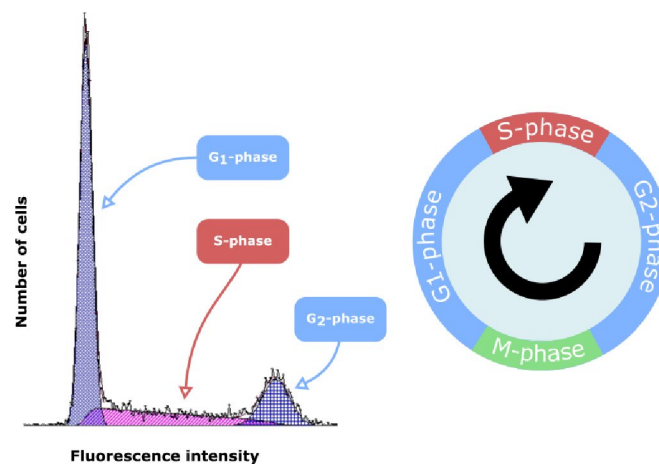 G₁-phase
S-phase
G₂-phase
Number of cells
Fluorescence intensity
S-phase
G1-phase
G2-phase
M-phase